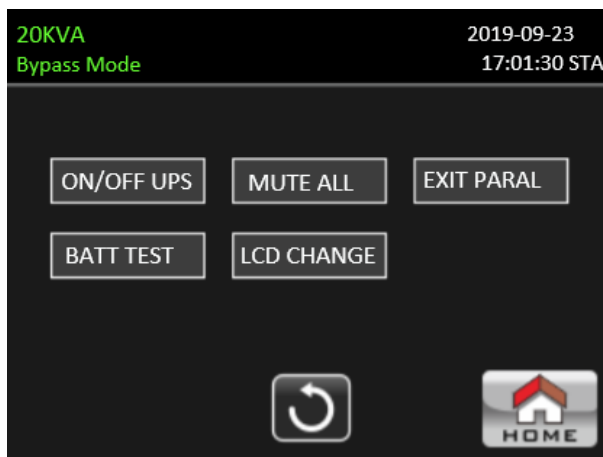 20KVA 2019-09-23
Bypass Mode 17:01:30 STA
ON/OFF UPS MUTE ALL EXIT PARAL
BATT TEST LCD CHANGE
HOME